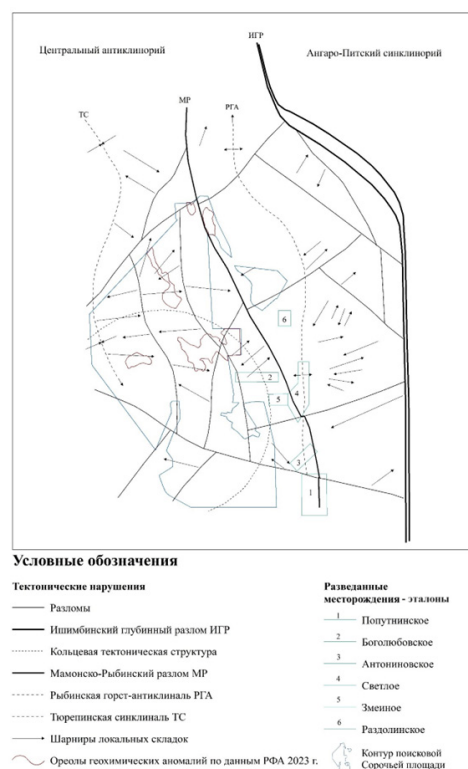 ИГР
Центральный антиклинорий
Ангаро-Питский синклинорий
МР
РГА
ТС
6
2
4
5
3
1
Условные обозначения
Тектонические нарушения
Разломы
Ишимбинский глубинный разлом ИГР
Кольцевая тектоническая структура
Мамонско-Рыбинский разлом МР
Рыбинская горст-антиклиналь РГА
Тюрепинская синклиналь ТС
Шарниры локальных складок
Ореолы геохимических аномалий по данным РФА 2023 г.
Разведанные
месторождения - эталоны
1 Попутнинское
2 Боголюбовское
3 Антониновское
4 Светлое
5 Змеиное
6 Раздолинское
Контур поисковой
Сорочьей площади